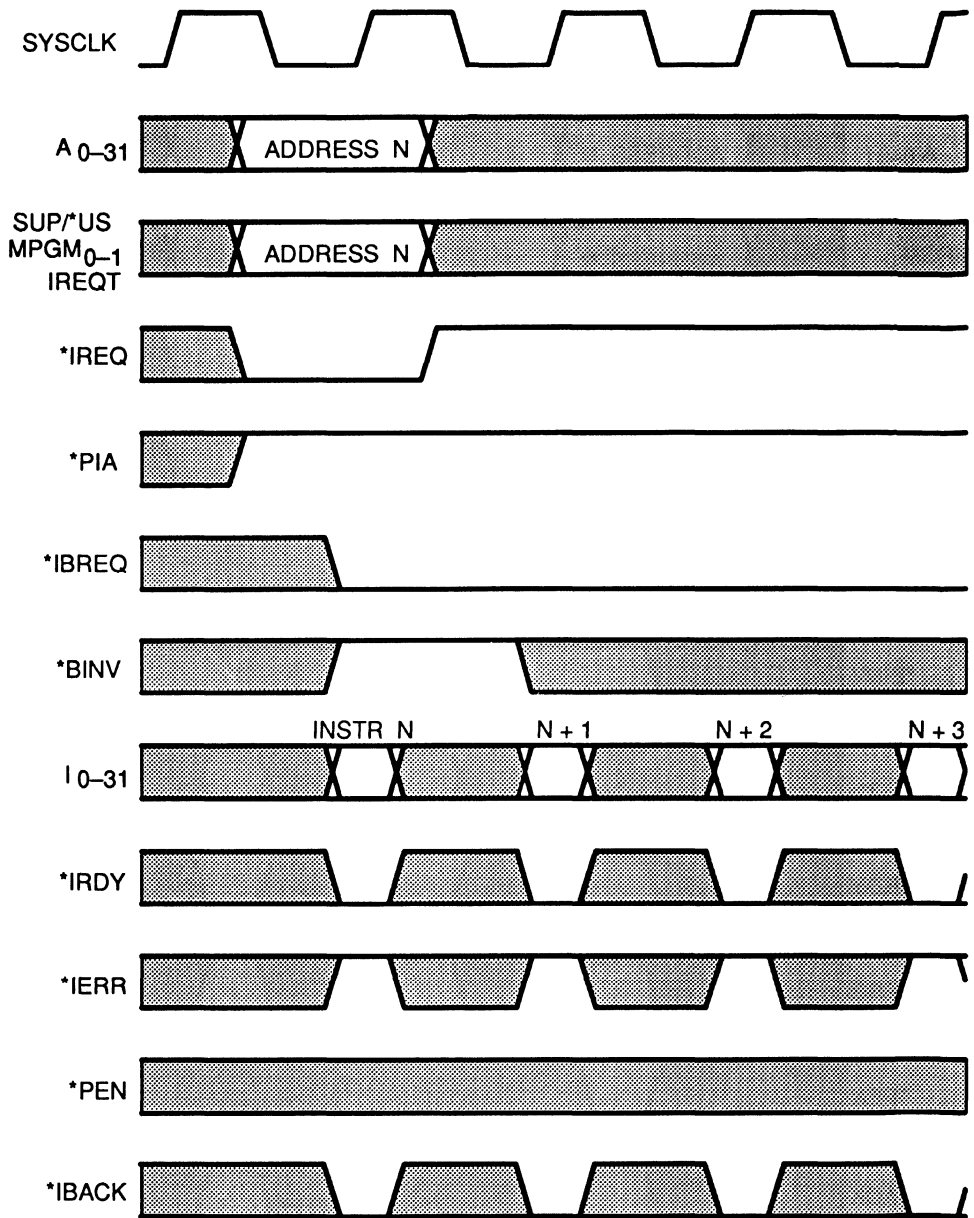 SYSCLK
A 0–31
ADDRESS N
SUP/*US
MPGM0–1
IREQT
ADDRESS N
*IREQ
*PIA
*IBREQ
*BINV
INSTR N N + 1 N + 2 N + 3
I 0–31
*IRDY
*IERR
*PEN
*IBACK